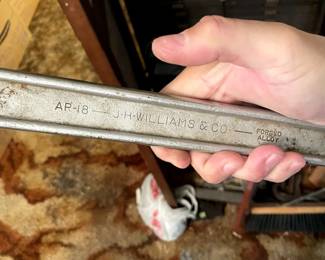 AP-18 — J·H·WILLIAMS & CO — FORGED
ALLOY